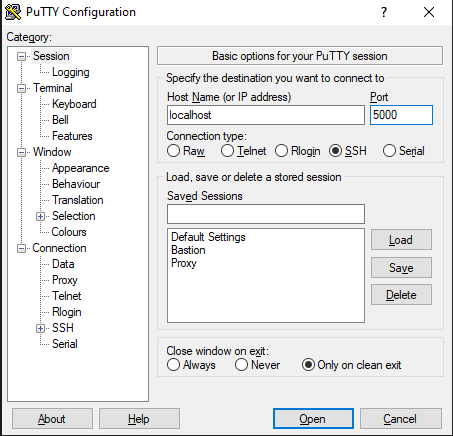 PuTTY Configuration
?
Category:
Session
Logging
Terminal
Keyboard
Bell
Features
Window
Appearance
Behaviour
Translation
Selection
Colours
Connection
Data
Proxy
Telnet
Rlogin
SSH
Serial
Basic options for your PuTTY session
Specify the destination you want to connect to
Host Name (or IP address) Port
localhost 5000
Connection type:
Raw Telnet Rlogin SSH Serial
Load, save or delete a stored session
Saved Sessions
Default Settings
Bastion
Proxy
Load
Save
Delete
Close window on exit:
Always Never Only on clean exit
About Help Open Cancel